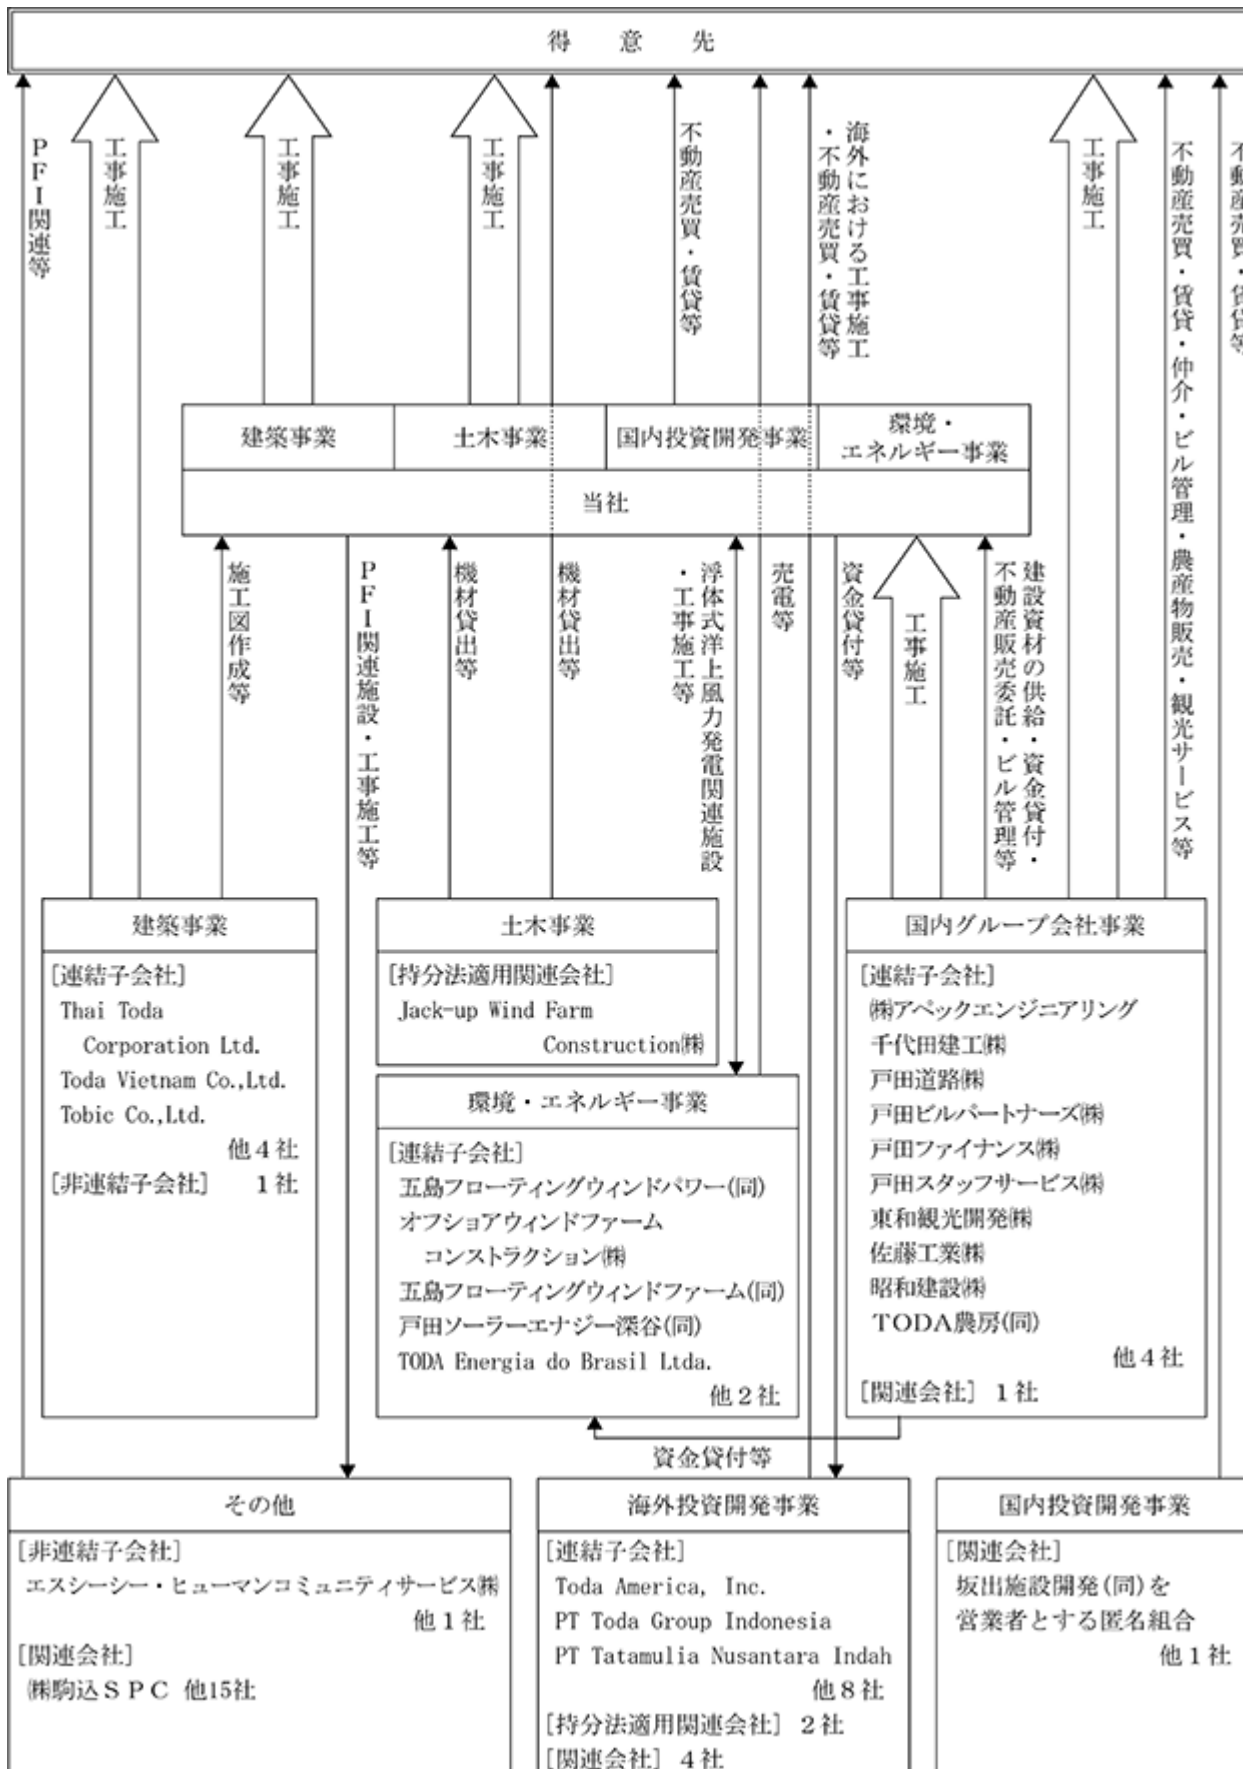 得意先
PFI関連等
工事施工
工事施工
工事施工
不動産売買・賃貸等
海外における工事施工
・不動産売買・賃貸等
工事施工
不動産売買・賃貸・仲介・ビル管理・農産物販売・観光サービス等
不動産売買・賃貸等
建築事業
土木事業
国内投資開発事業
環境・
エネルギー事業
当社
施工図作成等
PFI関連施設・工事施工等
機材貸出等
機材貸出等
浮体式洋上風力発電関連施設
・工事施工等
売電等
資金貸付等
工事施工
建設資材の供給・資金貸付・
不動産販売委託・ビル管理等
建築事業
[連結子会社]
Thai Toda
Corporation Ltd.
Toda Vietnam Co.,Ltd.
Tobic Co.,Ltd.
他4社
[非連結子会社] 1社
土木事業
[持分法適用関連会社]
Jack-up Wind Farm
Construction㈱
環境・エネルギー事業
[連結子会社]
五島フローティングウィンドパワー(同)
オフショアウィンドファーム
コンストラクション㈱
五島フローティングウィンドファーム(同)
戸田ソーラーエナジー深谷(同)
TODA Energia do Brasil Ltda.
他2社
国内グループ会社事業
[連結子会社]
㈱アペックエンジニアリング
千代田建工㈱
戸田道路㈱
戸田ビルパートナーズ㈱
戸田ファイナンス㈱
戸田スタッフサービス㈱
東和観光開発㈱
佐藤工業㈱
昭和建設㈱
TODA農房(同)
他4社
[関連会社] 1社
資金貸付等
その他
[非連結子会社]
エスシーシー・ヒューマンコミュニティサービス㈱
他1社
[関連会社]
㈱駒込SPC 他15社
海外投資開発事業
[連結子会社]
Toda America, Inc.
PT Toda Group Indonesia
PT Tatamulia Nusantara Indah
他8社
[持分法適用関連会社] 2社
[関連会社] 4社
国内投資開発事業
[関連会社]
坂出施設開発(同)を
営業者とする匿名組合
他1社